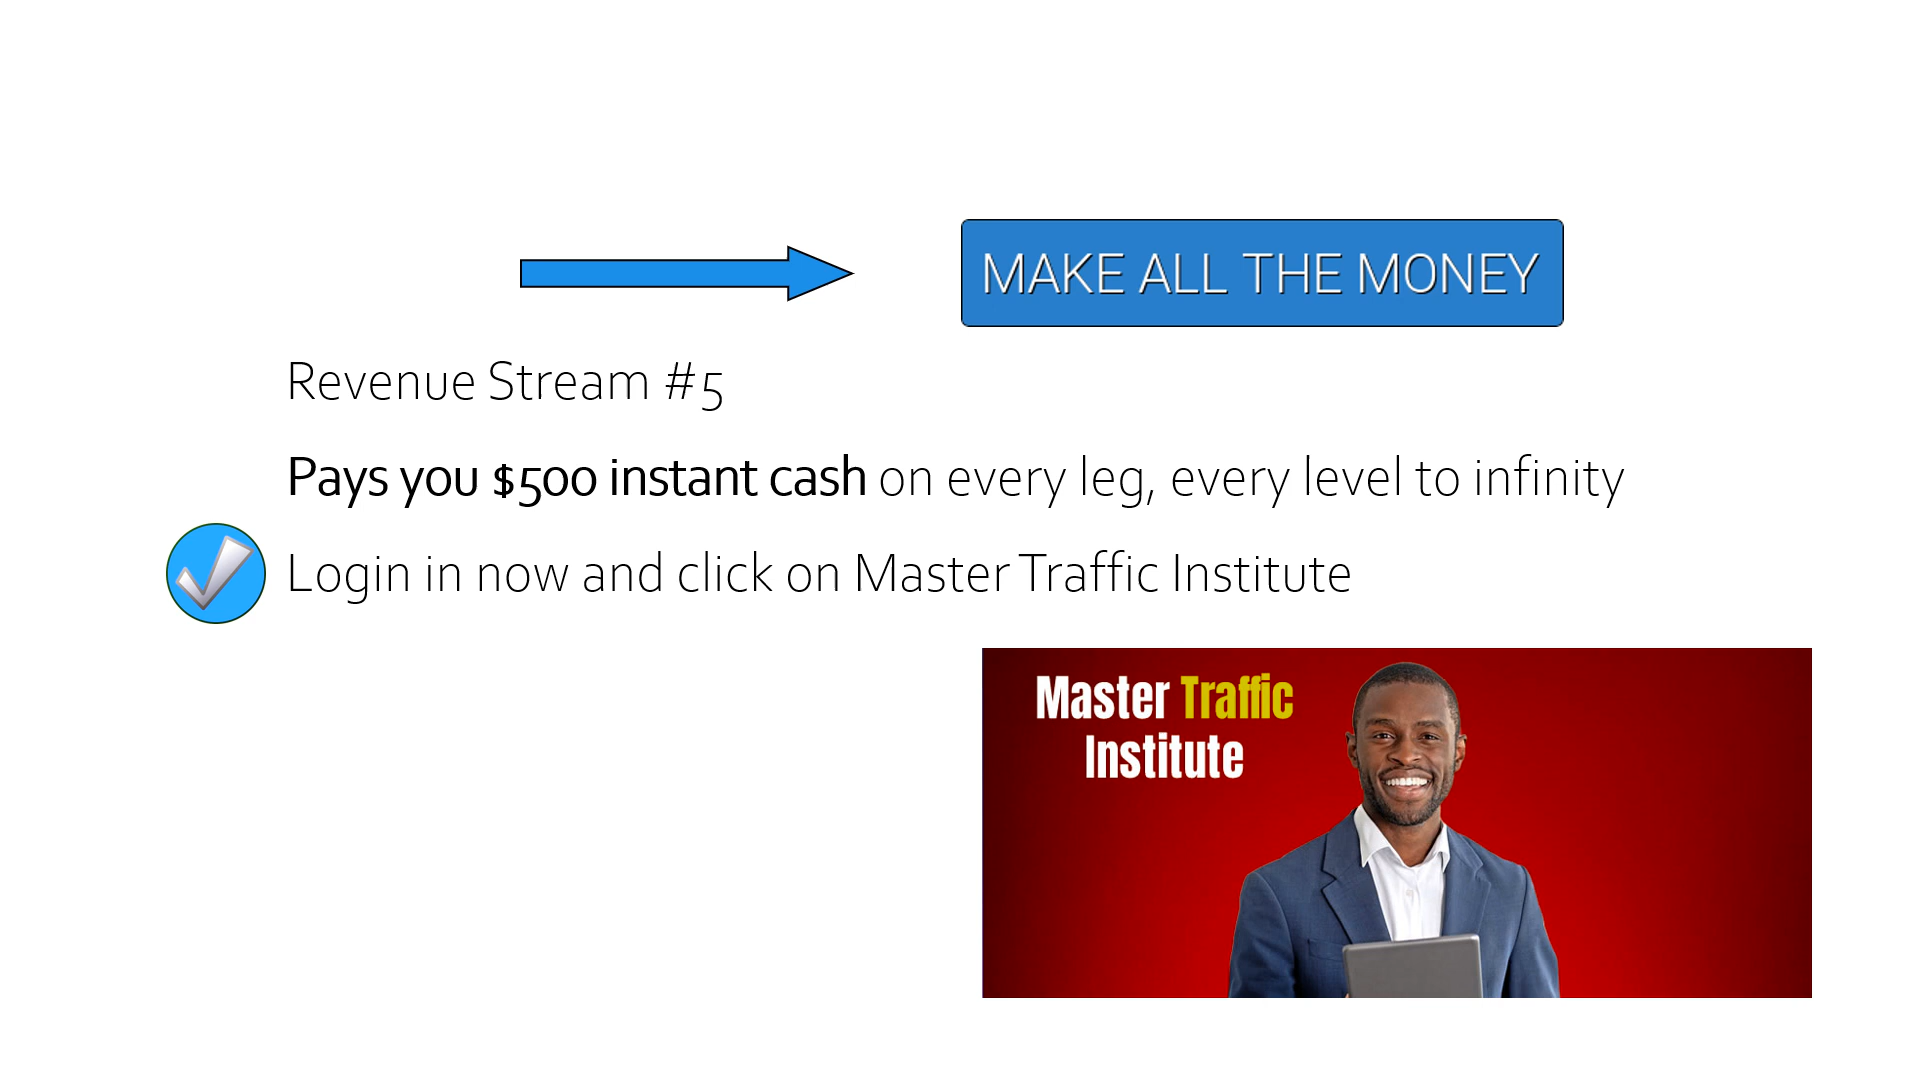 MAKE ALL THE MONEY
Revenue Stream #5
Pays you $500 instant cash on every leg, every level to infinity
Login in now and click on Master Traffic Institute
Master Traffic
Institute